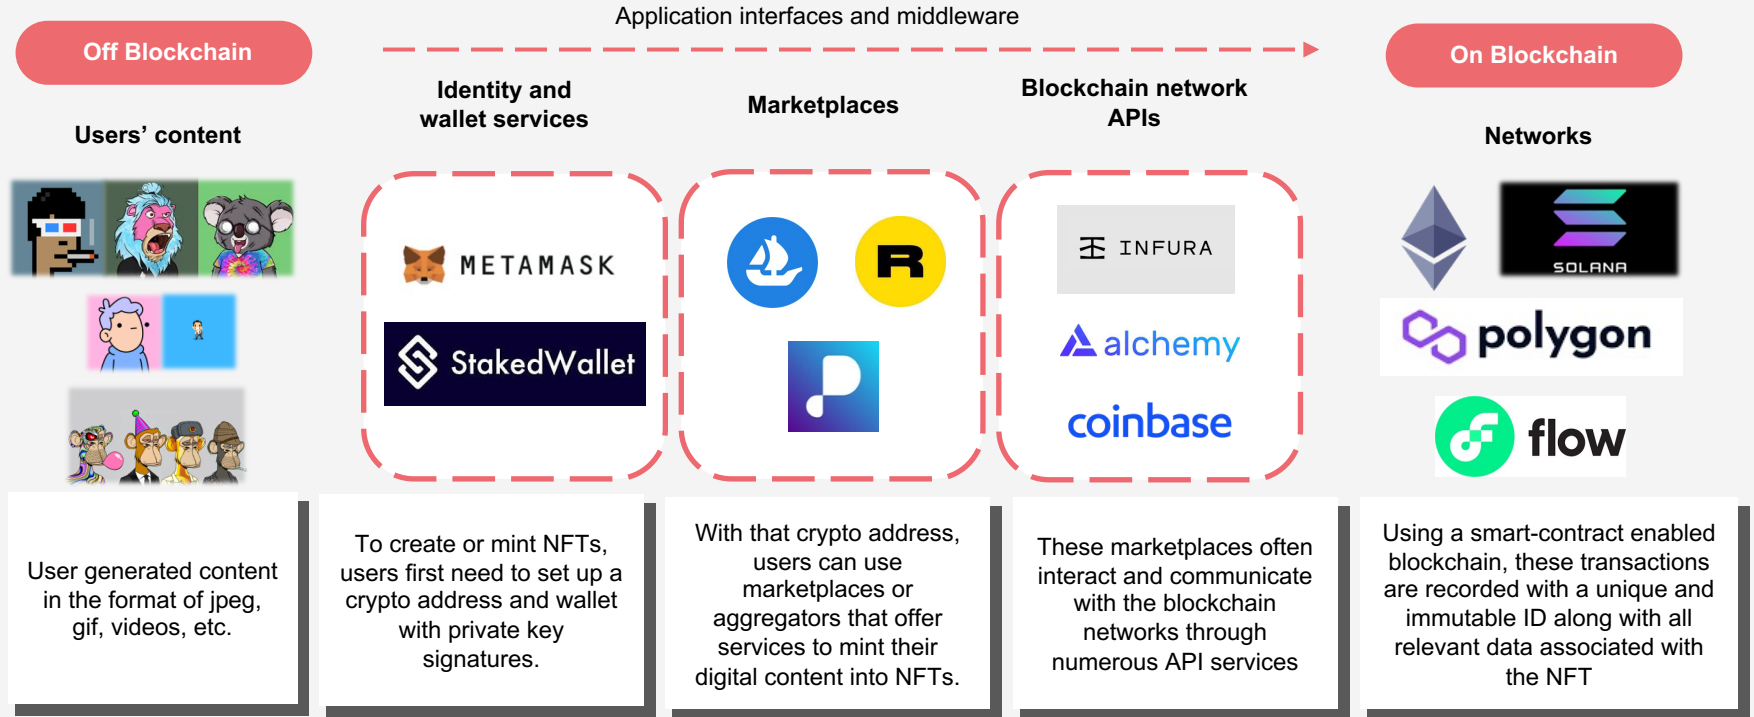 Application interfaces and middleware
Off Blockchain
On Blockchain
Users’ content
Identity and
wallet services
Marketplaces
Blockchain network
APIs
Networks
METAMASK
StakedWallet
R
P
INFURA
alchemy
coinbase
SOLANA
polygon
flow
User generated content
in the format of jpeg,
gif, videos, etc.
To create or mint NFTs,
users first need to set up a
crypto address and wallet
with private key
signatures.
With that crypto address,
users can use
marketplaces or
aggregators that offer
services to mint their
digital content into NFTs.
These marketplaces often
interact and communicate
with the blockchain
networks through
numerous API services
Using a smart-contract enabled
blockchain, these transactions
are recorded with a unique and
immutable ID along with all
relevant data associated with
the NFT